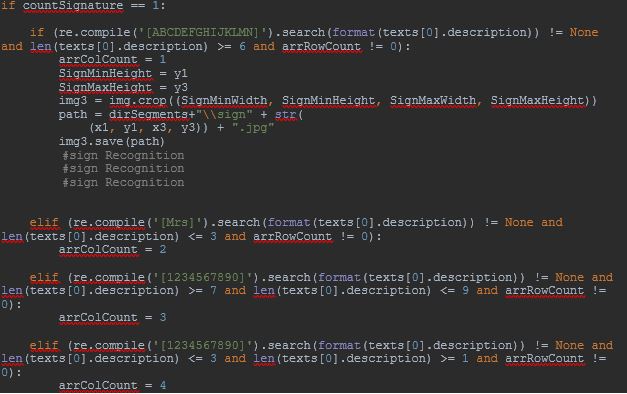 if countSignature == 1:
if (re.compile('[ABCDEFGHIJKLMN]').search(format(texts[0].description)) != None
and len(texts[0].description) >= 6 and arrRowCount != 0):
arrColCount = 1
SignMinHeight = y1
SignMaxHeight = y3
img3 = img.crop((SignMinWidth, SignMinHeight, SignMaxWidth, SignMaxHeight))
path = dirSegments+"\\sign" + str(
(x1, y1, x3, y3)) + ".jpg"
img3.save(path)
#sign Recognition
#sign Recognition
#sign Recognition
elif (re.compile('[Mrs]').search(format(texts[0].description)) != None and
len(texts[0].description) <= 3 and arrRowCount != 0):
arrColCount = 2
elif (re.compile('[1234567890]').search(format(texts[0].description)) != None and
len(texts[0].description) >= 7 and len(texts[0].description) <= 9 and arrRowCount !=
0):
arrColCount = 3
elif (re.compile('[1234567890]').search(format(texts[0].description)) != None and
len(texts[0].description) <= 3 and len(texts[0].description) >= 1 and arrRowCount !=
0):
arrColCount = 4